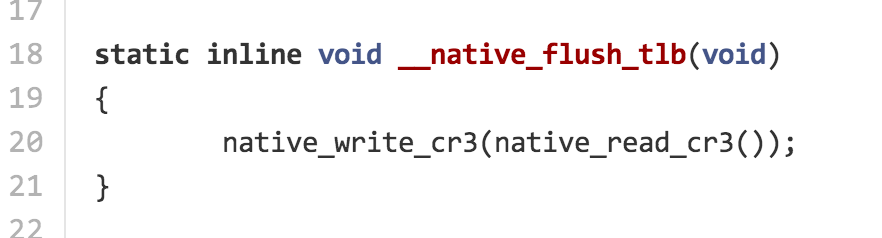 17
18 static inline void __native_flush_tlb(void)
19 {
20 native_write_cr3(native_read_cr3());
21 }
22